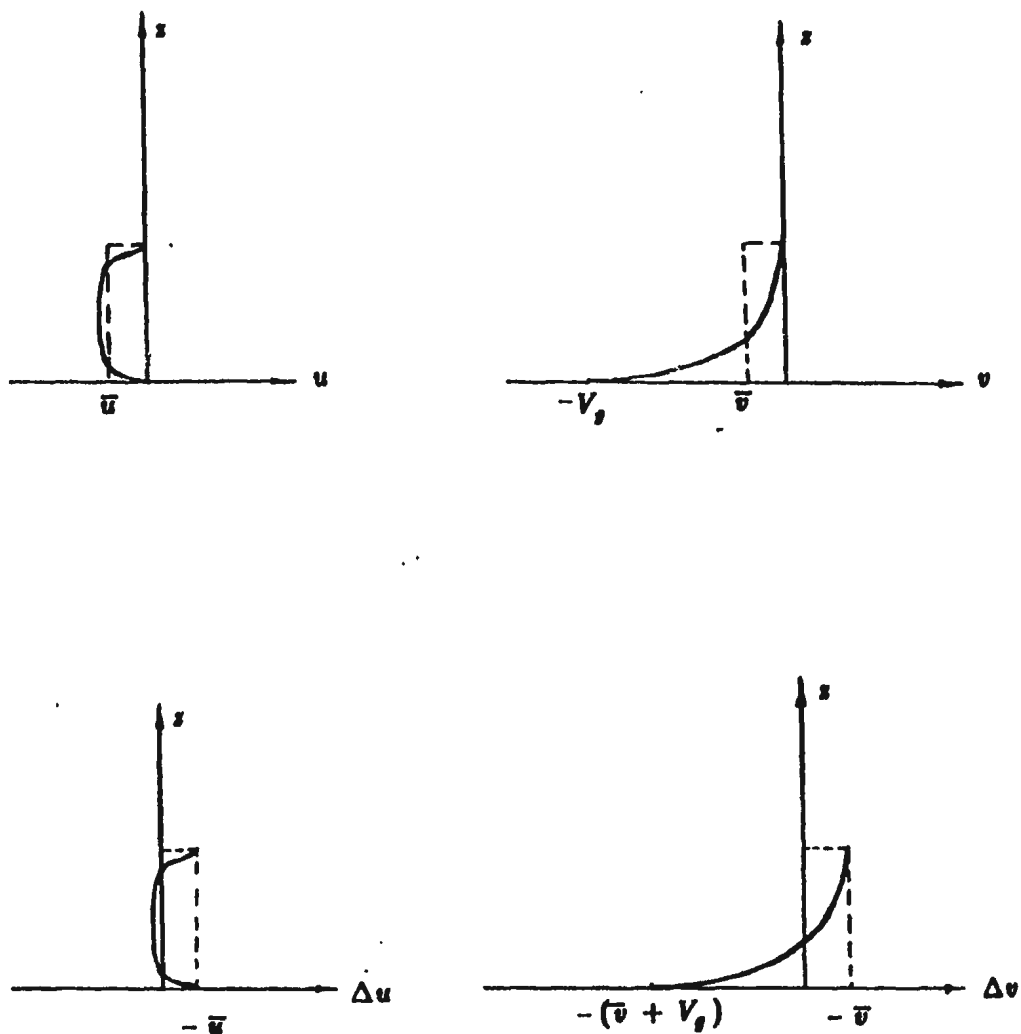 z z
u v
ū -V_g v̄
z z
Δu Δv
-ū -(v̄ + V_g) -v̄